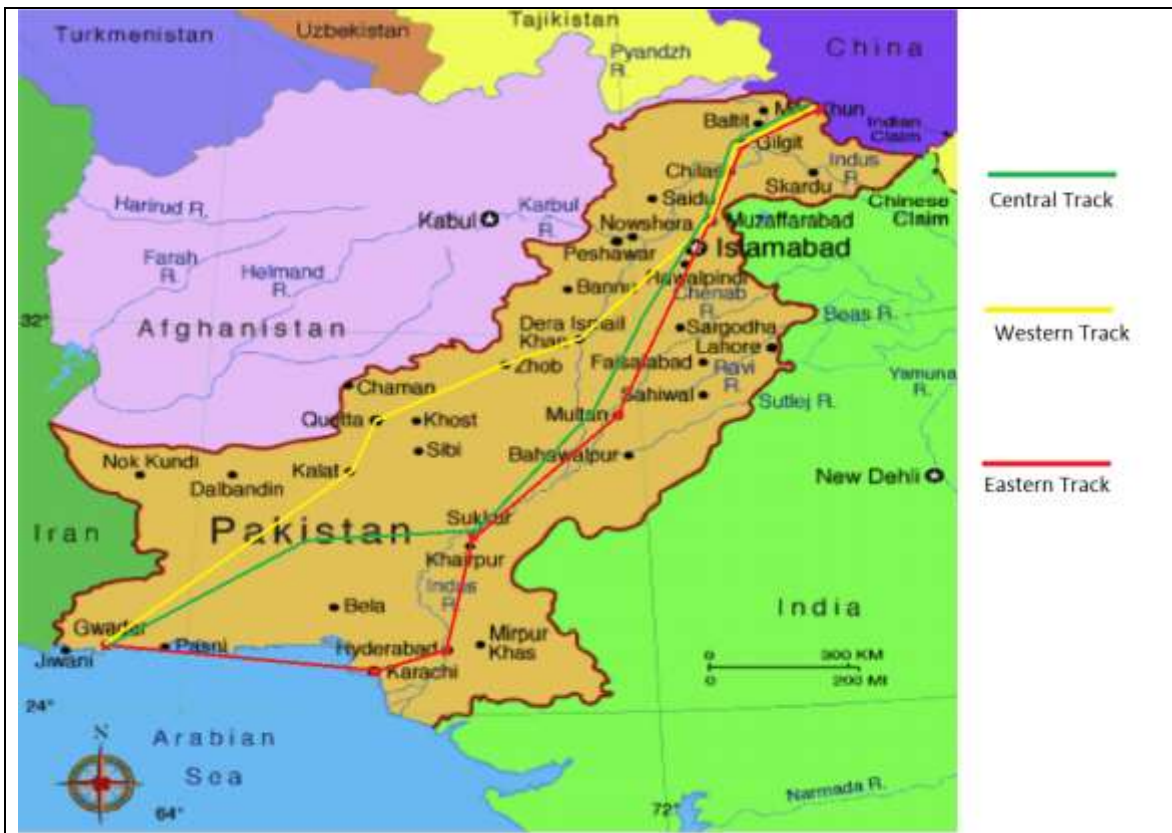 Turkmenistan
Uzbekistan
Tajikistan
China
Pyandzh
R.
Baltit
Gilgit
Indian
Claim
Indus
R.
Chilas
Skardu
Chinese
Claim
Harirud R.
Kabul
Karbul
R.
Saidu
Nowshera
Muzaffarabad
Peshawar
Islamabad
Rawalpindi
Farah
R.
Helmand
R.
Bannu
Chenab
R.
Beas R.
32°
Afghanistan
Dera Ismail
Khan
Sargodha
Lahore
Zhob
Faisalabad
Ravi
R.
Yamuna
R.
Chaman
Sahiwal
Sutlej R.
Quetta
Khost
Multan
Sibi
Bahawalpur
Nok Kundi
Kalat
Dalbandin
New Dehli
Iran
Pakistan
Sukkur
Khairpur
Indus
R.
Bela
India
Gwader
Jiwani
Pasni
Hyderabad
Mirpur
Khas
Karachi
0 300 KM
0 200 MI
24°
N
Arabian
Sea
64°
72°
Narmada R.
Central Track
Western Track
Eastern Track